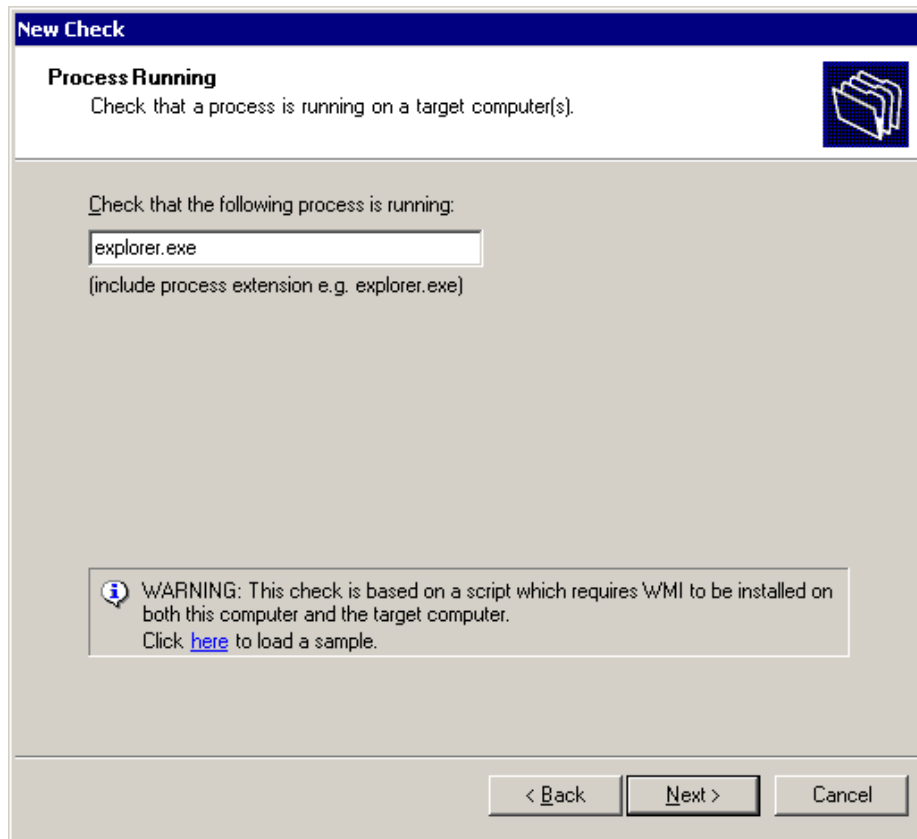 New Check
Process Running
Check that a process is running on a target computer(s).
Check that the following process is running:
explorer.exe
(include process extension e.g. explorer.exe)
WARNING: This check is based on a script which requires WMI to be installed on
both this computer and the target computer.
Click here to load a sample.
< Back Next > Cancel